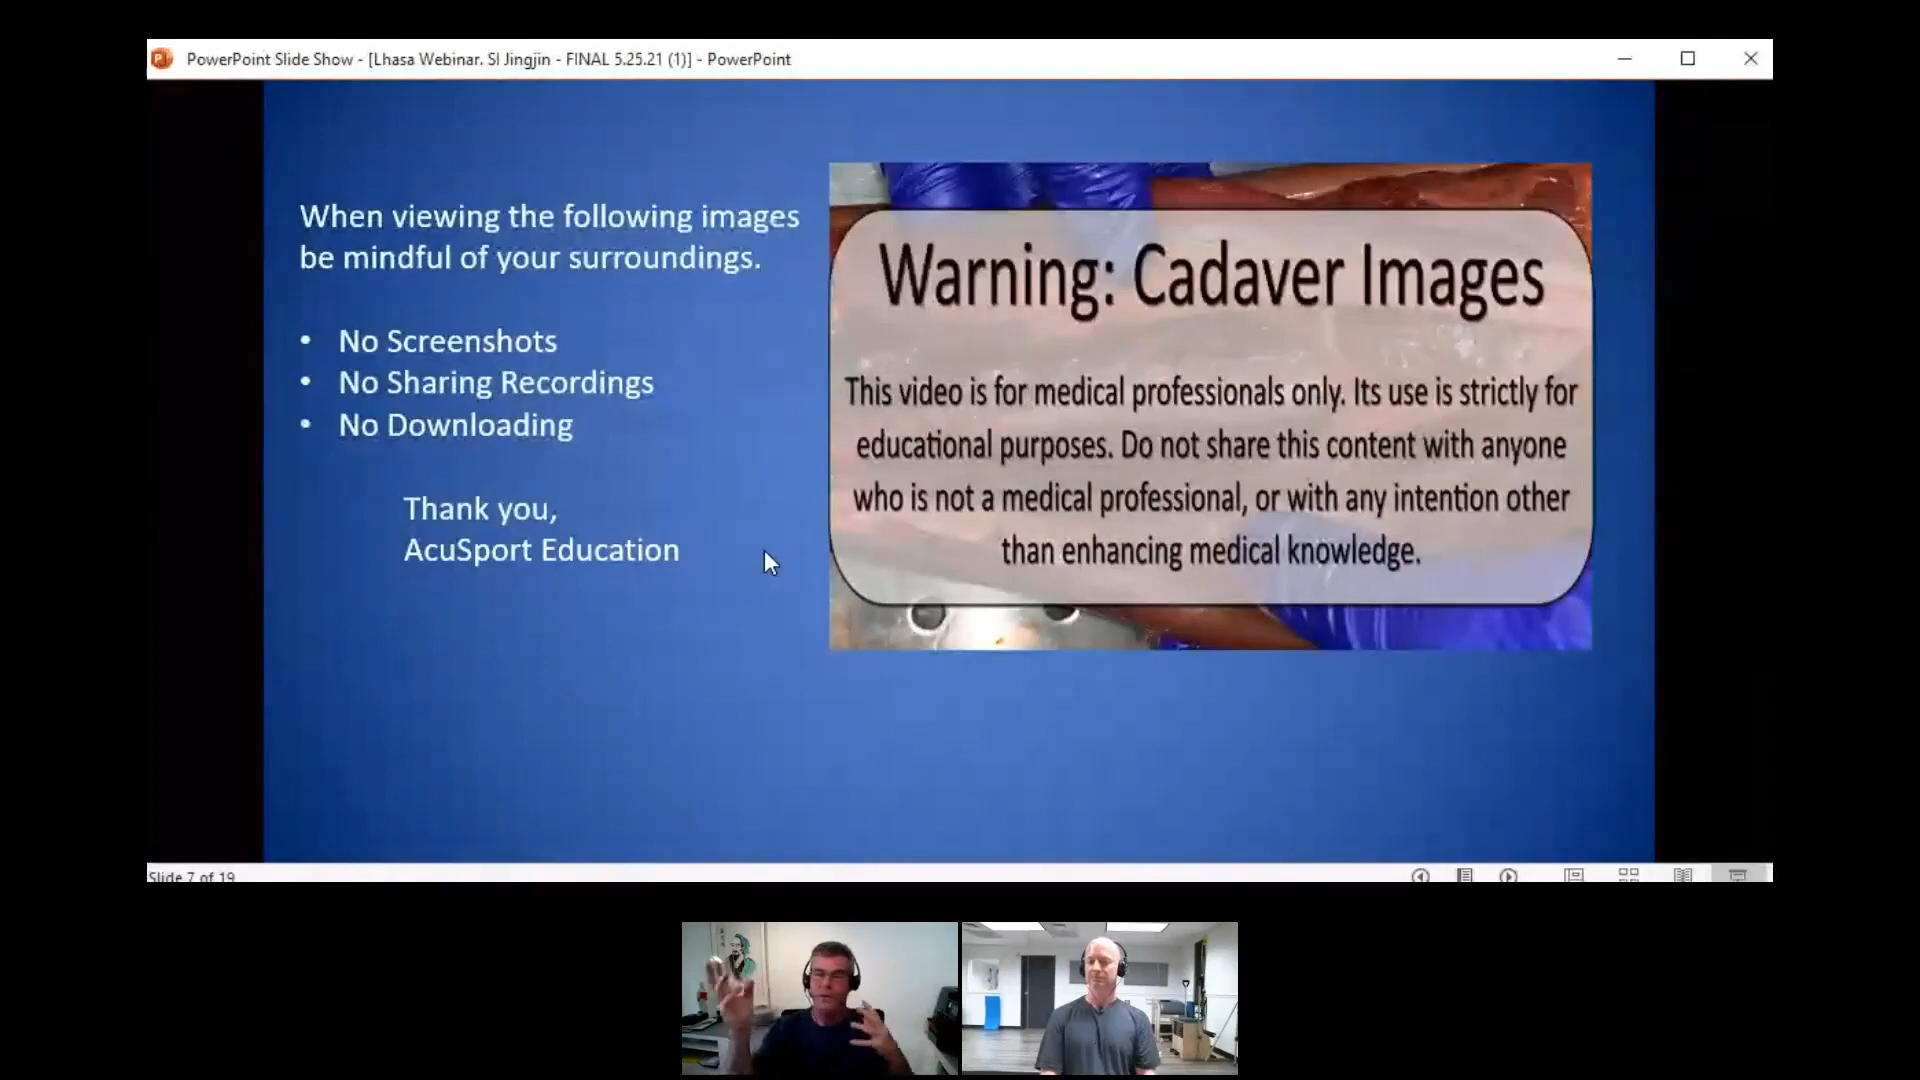 PowerPoint Slide Show - [Lhasa Webinar. SI Jingjin - FINAL 5.25.21 (1)] - PowerPoint
When viewing the following images
be mindful of your surroundings.
• No Screenshots
• No Sharing Recordings
• No Downloading
Thank you,
AcuSport Education
Warning: Cadaver Images
This video is for medical professionals only. Its use is strictly for
educational purposes. Do not share this content with anyone
who is not a medical professional, or with any intention other
than enhancing medical knowledge.
Slide 7 of 19